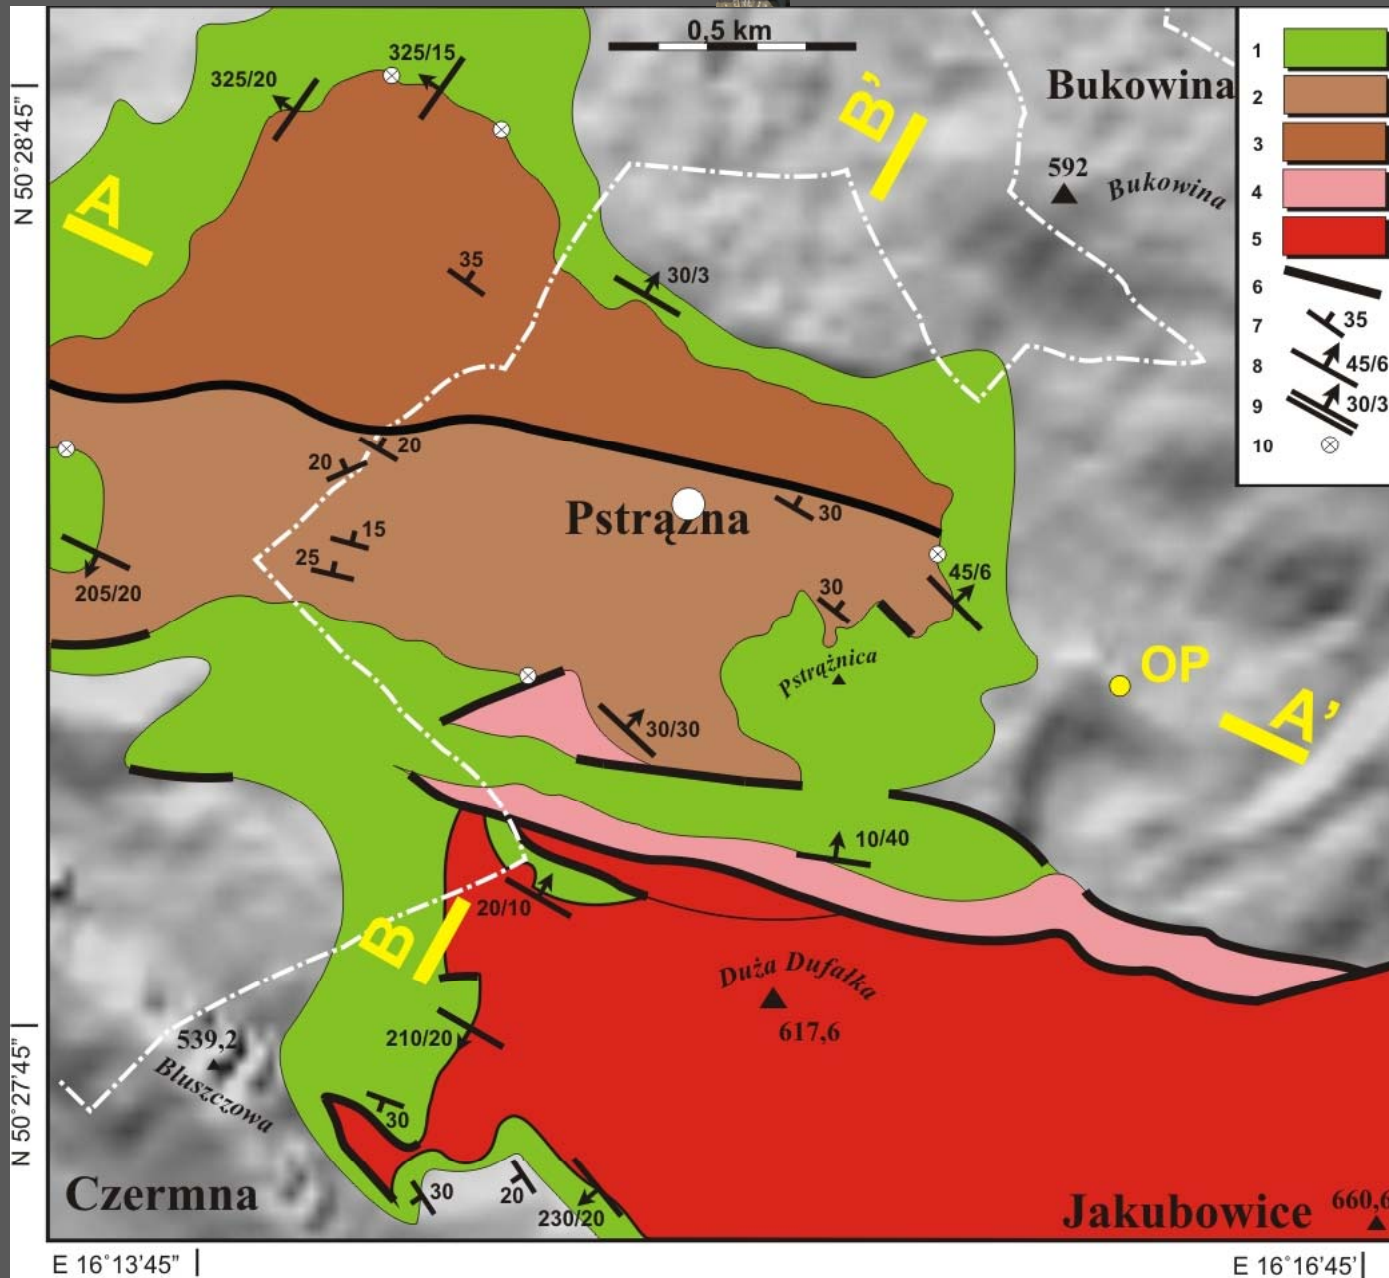 0,5 km
325/15
325/20
B'
Bukowina
592
Bukowina
N 50°28'45"
A
35
30/3
1
2
3
4
5
6
7
35
8
45/6
9
30/3
10
20
20
Pstrążna
30
15
25
205/20
30
45/6
Pstrążnica
OP
A'
30/30
10/40
20/10
B
Duża Dufałka
617,6
210/20
539,2
Bluszczowa
N 50°27'45"
30
30
20
230/20
Czermna
Jakubowice
660,6
E 16°13'45"
E 16°16'45'